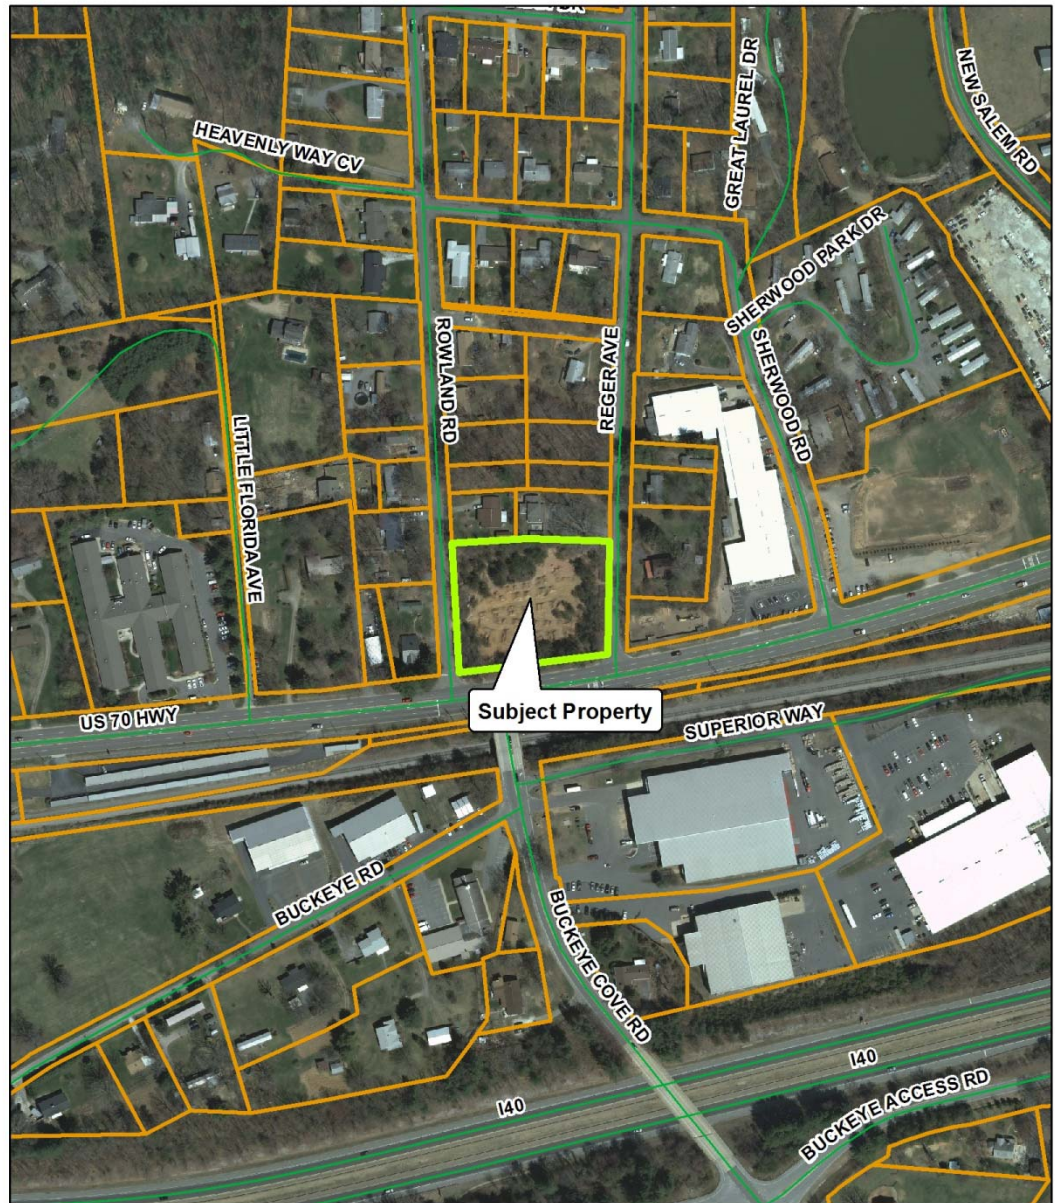 HEAVENLY WAY CV
GREAT LAUREL DR
NEW SALEM RD
SHERWOOD PARK DR
ROWLAND RD
REGER AVE
SHERWOOD RD
LITTLE FLORIDA AVE
Subject Property
US 70 HWY
SUPERIOR WAY
BUCKEYE RD
BUCKEYE COVE RD
I40
I40
BUCKEYE ACCESS RD